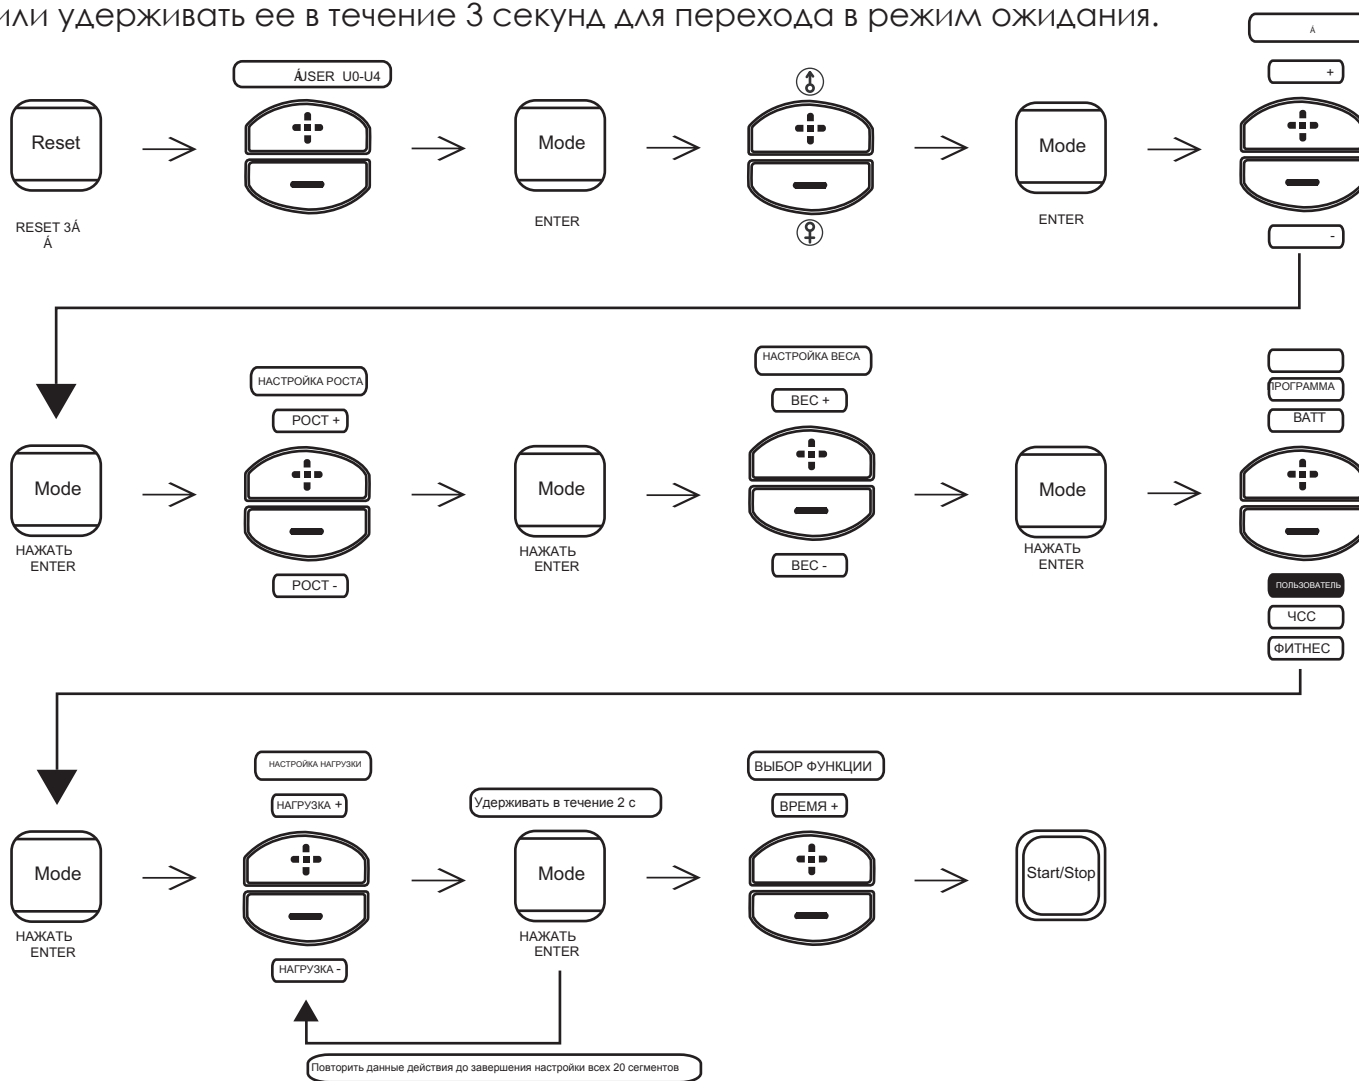 или удерживать ее в течение 3 секунд для перехода в режим ожидания.
Á
ÁUSER U0-U4
+
Reset
Mode
Mode
RESET 3Á
Á
ENTER
ENTER
-
НАСТРОЙКА РОСТА
РОСТ +
НАСТРОЙКА ВЕСА
ВЕС +
ПРОГРАММА
ВАТТ
Mode
Mode
Mode
НАЖАТЬ
ENTER
РОСТ -
НАЖАТЬ
ENTER
ВЕС -
НАЖАТЬ
ENTER
ПОЛЬЗОВАТЕЛЬ
ЧСС
ФИТНЕС
НАСТРОЙКА НАГРУЗКИ
НАГРУЗКА +
Удерживать в течение 2 с
ВЫБОР ФУНКЦИИ
ВРЕМЯ +
Mode
Mode
Start/Stop
НАЖАТЬ
ENTER
НАГРУЗКА -
НАЖАТЬ
ENTER
Повторить данные действия до завершения настройки всех 20 сегментов